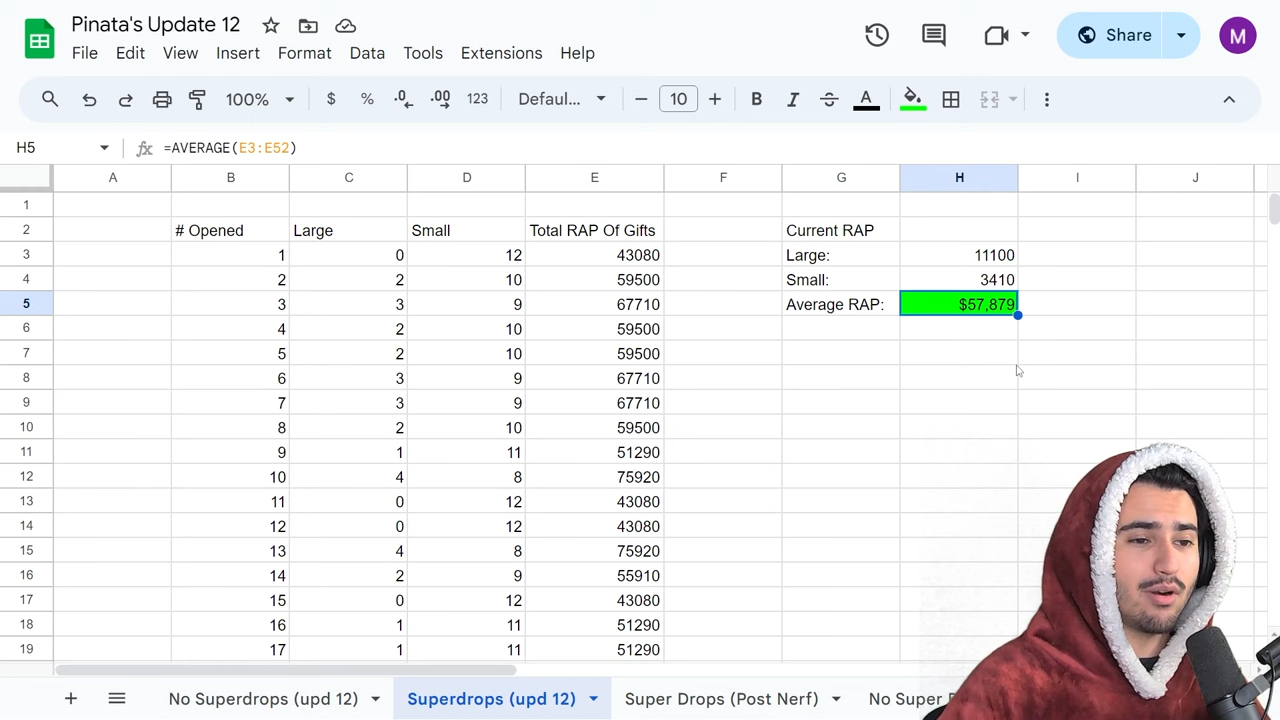 Pinata's Update 12
File Edit View Insert Format Data Tools Extensions Help
Share
M
100% $ % .0 .00 123 Defaul... 10 B I A
H5 fx =AVERAGE(E3:E52)
A B C D E F G H I J
1
2 # Opened Large Small Total RAP Of Gifts Current RAP
3 1 0 12 43080 Large: 11100
4 2 2 10 59500 Small: 3410
5 3 3 9 67710 Average RAP: $57,879
6 4 2 10 59500
7 5 2 10 59500
8 6 3 9 67710
9 7 3 9 67710
10 8 2 10 59500
11 9 1 11 51290
12 10 4 8 75920
13 11 0 12 43080
14 12 0 12 43080
15 13 4 8 75920
16 14 2 9 55910
17 15 0 12 43080
18 16 1 11 51290
19 17 1 11 51290
No Superdrops (upd 12) Superdrops (upd 12) Super Drops (Post Nerf) No Super